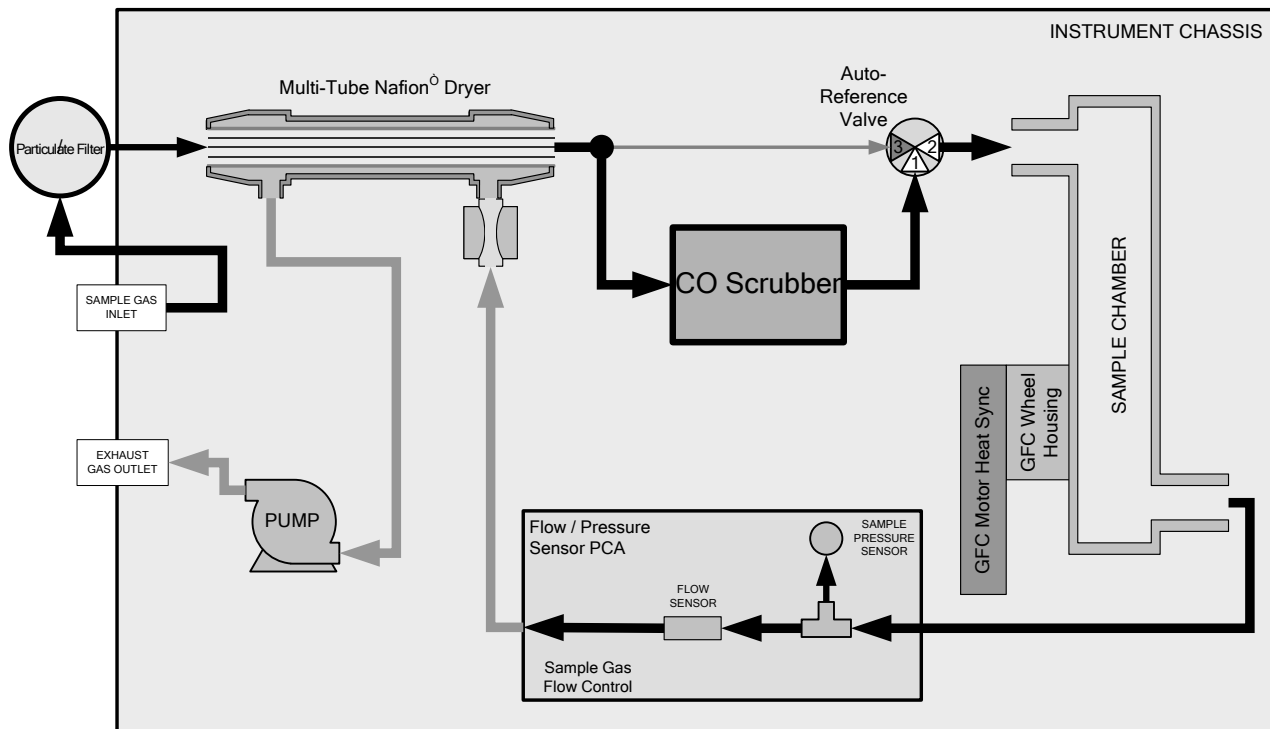 INSTRUMENT CHASSIS
Multi-Tube Nafion Ò Dryer
Auto-
Reference
Valve
Particulate Filter
3
2
1
CO Scrubber
SAMPLE GAS
INLET
SAMPLE CHAMBER
GFC Wheel
Housing
GFC Motor Heat Sync
EXHAUST
GAS OUTLET
PUMP
Flow / Pressure
Sensor PCA
SAMPLE
PRESSURE
SENSOR
FLOW
SENSOR
Sample Gas
Flow Control